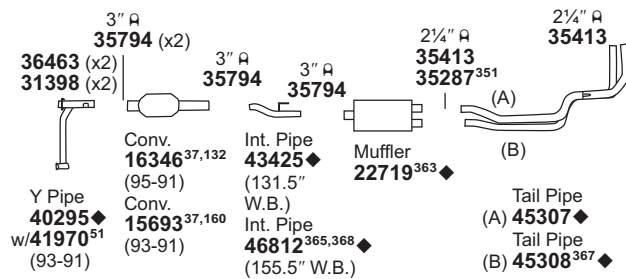 3″
35794 (x2)
36463 (x2)
31398 (x2)
3″
35794
3″
35794
2¼″
35413
35287³⁵¹
2¼″
35413
(A)
(B)
Y Pipe
40295◆
w/41970⁵¹
(93-91)
Conv.
16346³⁷,¹³²
(95-91)
Conv.
15693³⁷,¹⁶⁰
(93-91)
Int. Pipe
43425◆
(131.5″
W.B.)
Int. Pipe
46812³⁶⁵,³⁶⁸◆
(155.5″ W.B.)
Muffler
22719³⁶³◆
Tail Pipe
(A) 45307◆
Tail Pipe
(B) 45308³⁶⁷◆